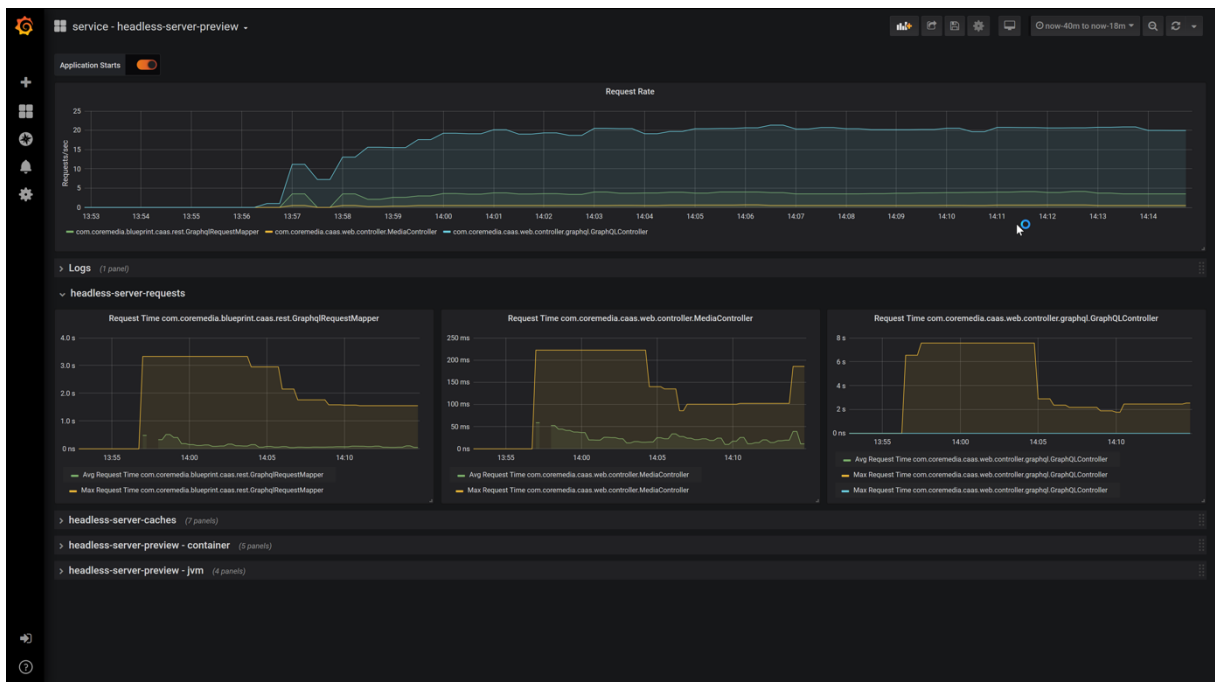 service - headless-server-preview
now-40m to now-18m
Application Starts
Request Rate
Requests/sec
25
20
15
10
5
0
13:53 13:54 13:55 13:56 13:57 13:58 13:59 14:00 14:01 14:02 14:03 14:04 14:05 14:06 14:07 14:08 14:09 14:10 14:11 14:12 14:13 14:14
com.coremedia.blueprint.caas.rest.GraphqlRequestMapper com.coremedia.caas.web.controller.MediaController com.coremedia.caas.web.controller.graphql.GraphQLController
Logs (1 panel)
headless-server-requests
Request Time com.coremedia.blueprint.caas.rest.GraphqlRequestMapper
4.0 s
3.0 s
2.0 s
1.0 s
0 ns
13:55 14:00 14:05 14:10
Avg Request Time com.coremedia.blueprint.caas.rest.GraphqlRequestMapper
Max Request Time com.coremedia.blueprint.caas.rest.GraphqlRequestMapper
Request Time com.coremedia.caas.web.controller.MediaController
250 ms
200 ms
150 ms
100 ms
50 ms
0 ns
13:55 14:00 14:05 14:10
Avg Request Time com.coremedia.caas.web.controller.MediaController
Max Request Time com.coremedia.caas.web.controller.MediaController
Request Time com.coremedia.caas.web.controller.graphql.GraphQLController
8 s
6 s
4 s
2 s
0 ns
13:55 14:00 14:05 14:10
Avg Request Time com.coremedia.caas.web.controller.graphql.GraphQLController
Max Request Time com.coremedia.caas.web.controller.graphql.GraphQLController
Max Request Time com.coremedia.caas.web.controller.graphql.GraphQLController
headless-server-caches (7 panels)
headless-server-preview - container (5 panels)
headless-server-preview - jvm (4 panels)